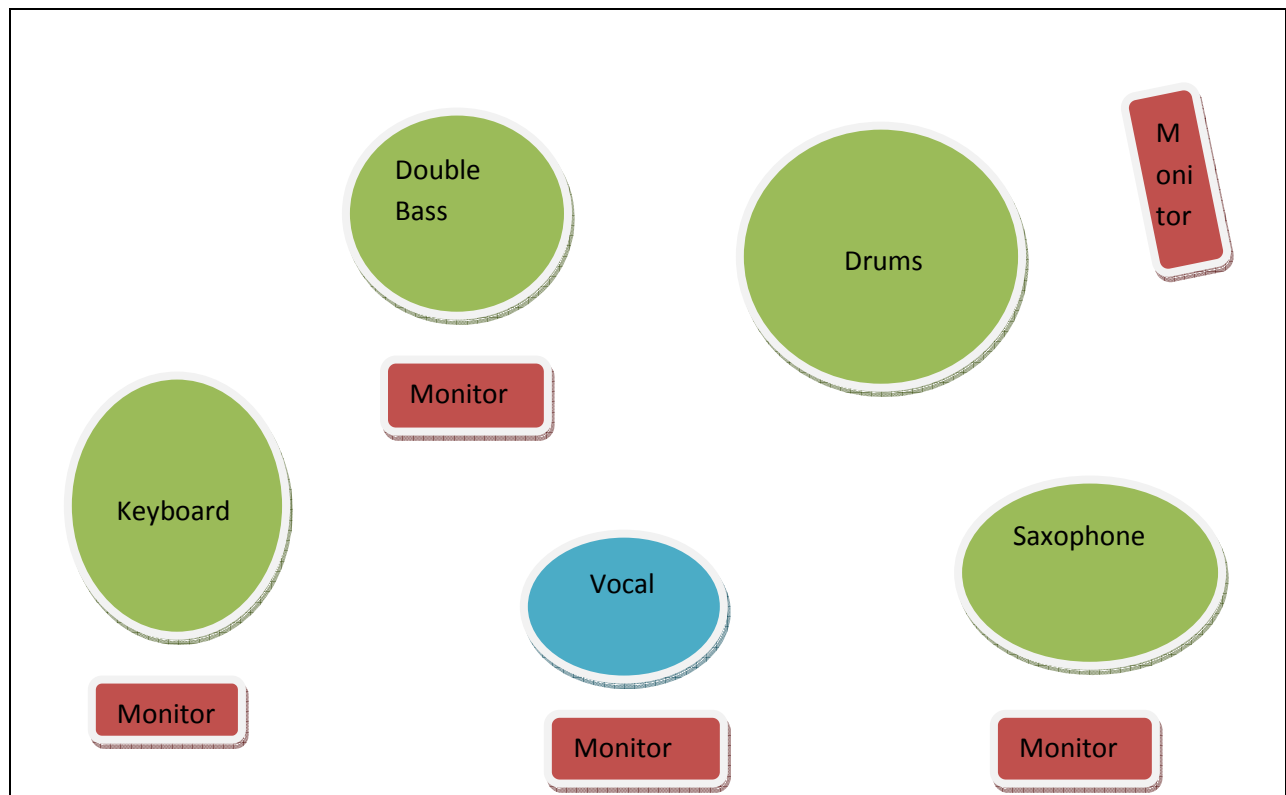 Double
Bass
Drums
M
oni
tor
Monitor
Keyboard
Vocal
Saxophone
Monitor
Monitor
Monitor